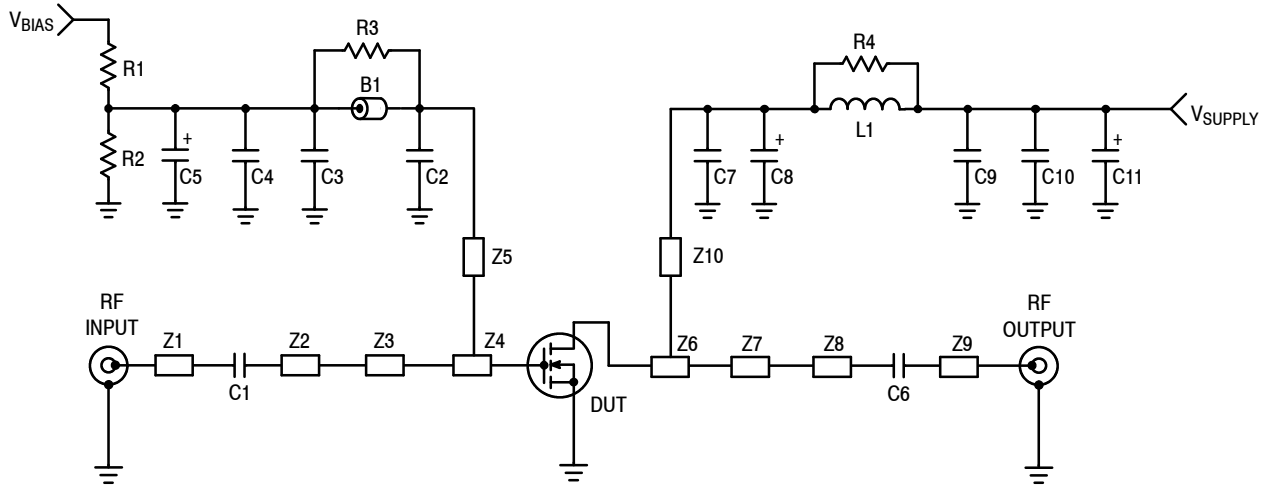 VBIAS
R1
R2
C5
+
C4
C3
R3
B1
C2
Z5
R4
L1
VSUPPLY
C7
C8
+
C9
C10
C11
+
Z10
RF
INPUT
Z1
C1
Z2
Z3
Z4
DUT
Z6
Z7
Z8
C6
Z9
RF
OUTPUT